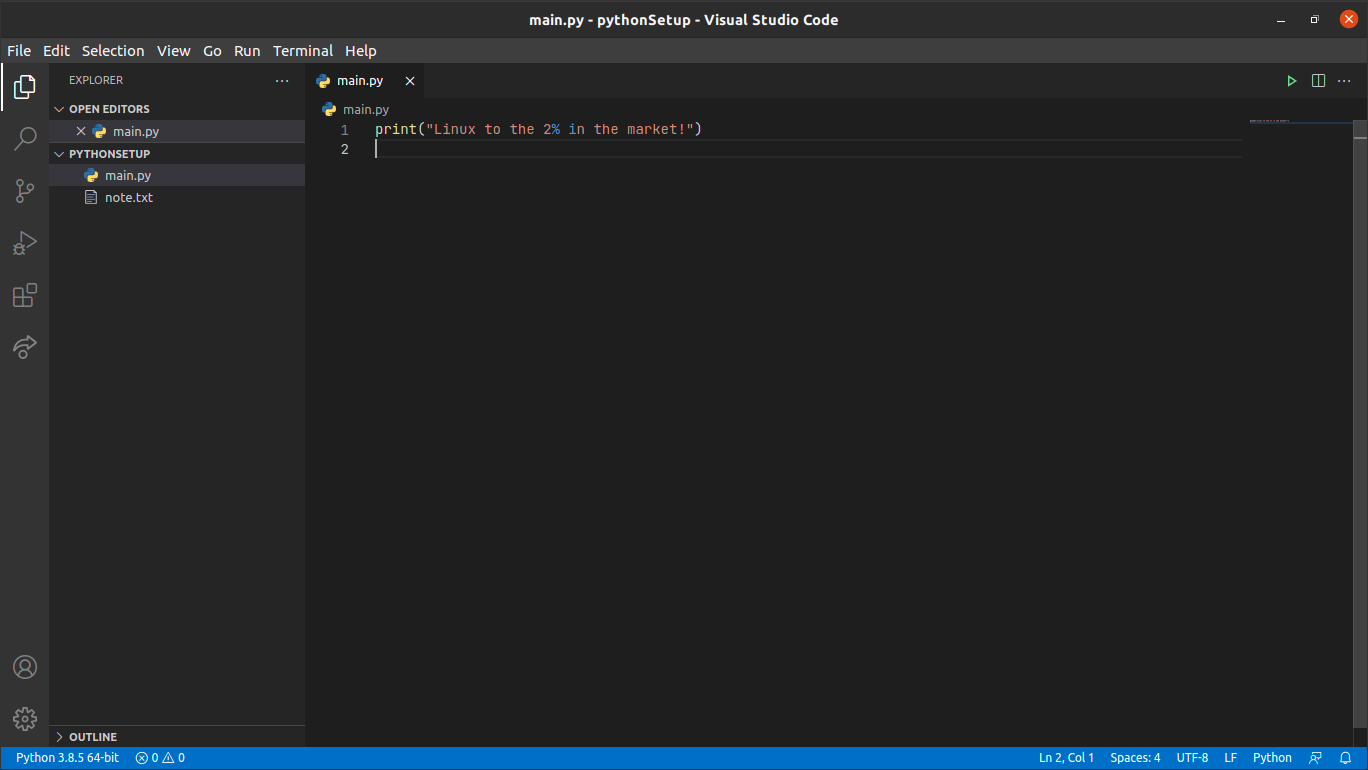 main.py - pythonSetup - Visual Studio Code
File Edit Selection View Go Run Terminal Help
EXPLORER
OPEN EDITORS
main.py
PYTHONSETUP
main.py
note.txt
OUTLINE
main.py
main.py
1 print("Linux to the 2% in the market!")
2
Python 3.8.5 64-bit 0 0 Ln 2, Col 1 Spaces: 4 UTF-8 LF Python